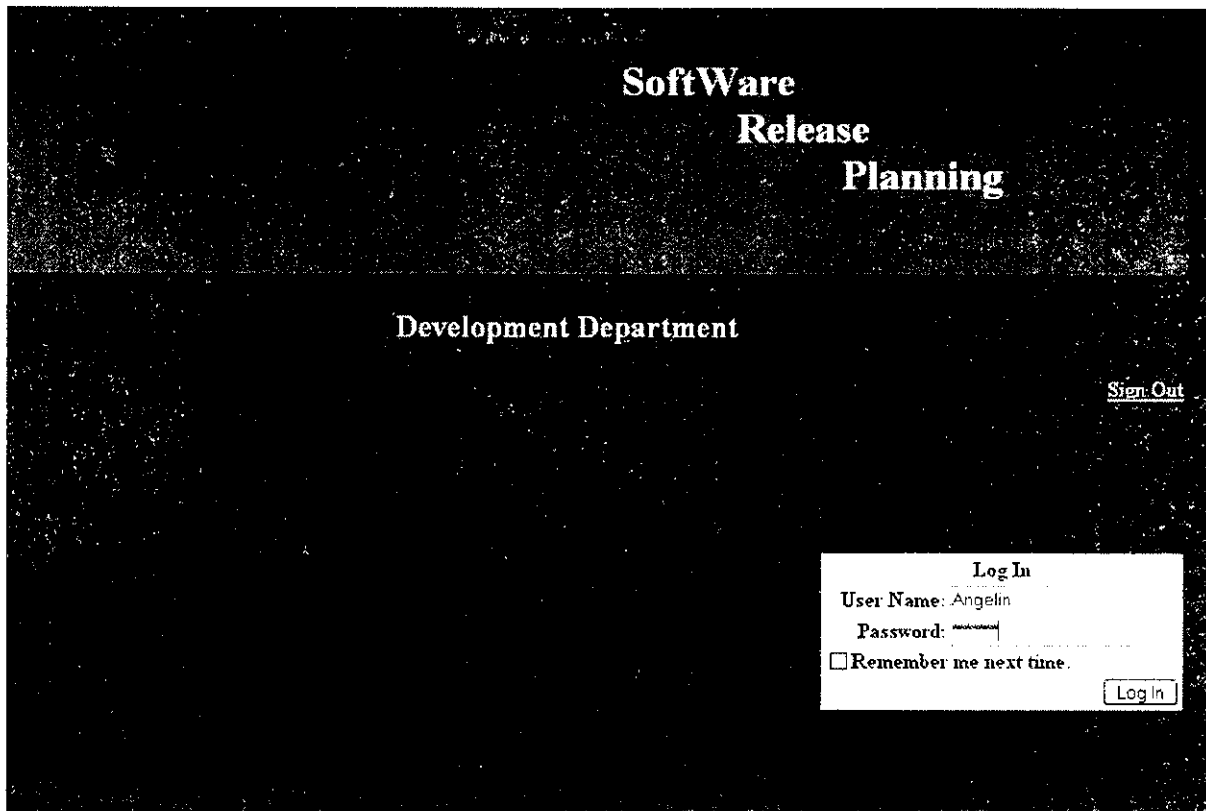 SoftWare
Release
Planning
Development Department
Sign Out
Log In
User Name: Angelin
Password:
Remember me next time.
Log In